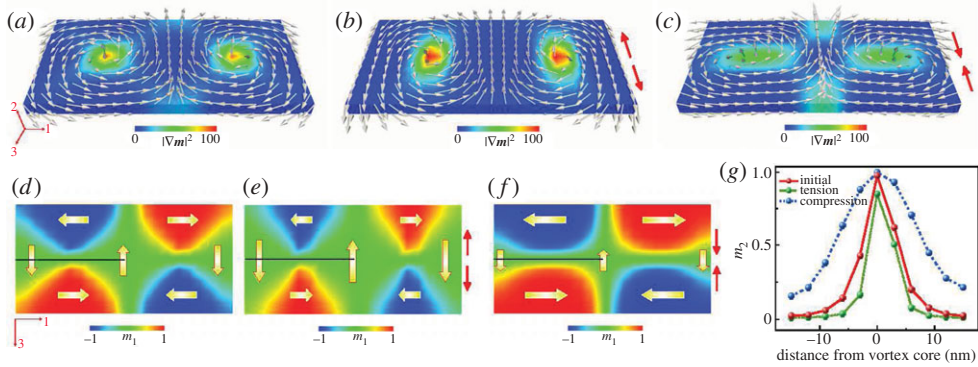 (a)
(b)
(c)
2
1
3
0 100
|∇m|²
0 100
|∇m|²
0 100
|∇m|²
(d)
(e)
(f)
(g)
1
3
−1 m₁ 1
−1 m₁ 1
−1 m₁ 1
initial
tension
compression
1.0
0.5
0
m₂
−10 0 10
distance from vortex core (nm)